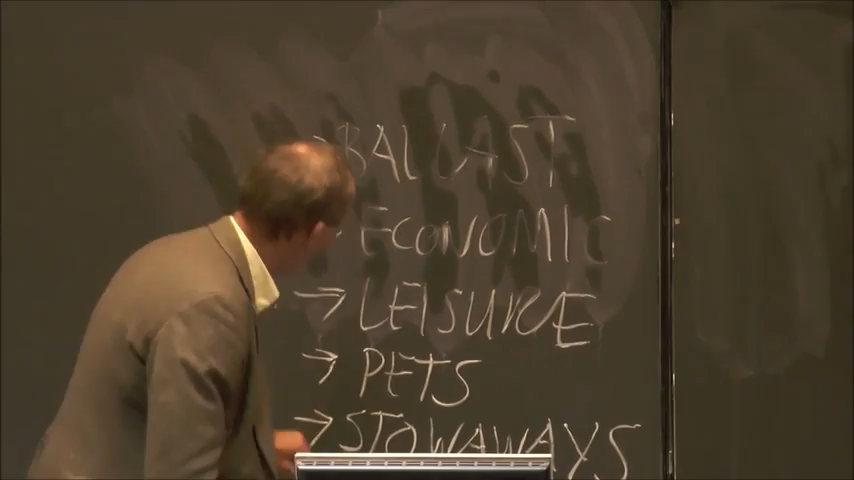 → BALLAST
ECONOMIC
→ LEISURE
→ PETS
→ STOWAWAYS